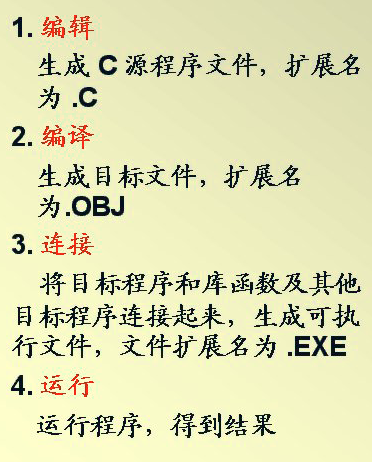 1. 编辑
生成 C 源程序文件，扩展名
为 .C
2. 编译
生成目标文件，扩展名
为.OBJ
3. 连接
将目标程序和库函数及其他
目标程序连接起来，生成可执
行文件，文件扩展名为 .EXE
4. 运行
运行程序，得到结果